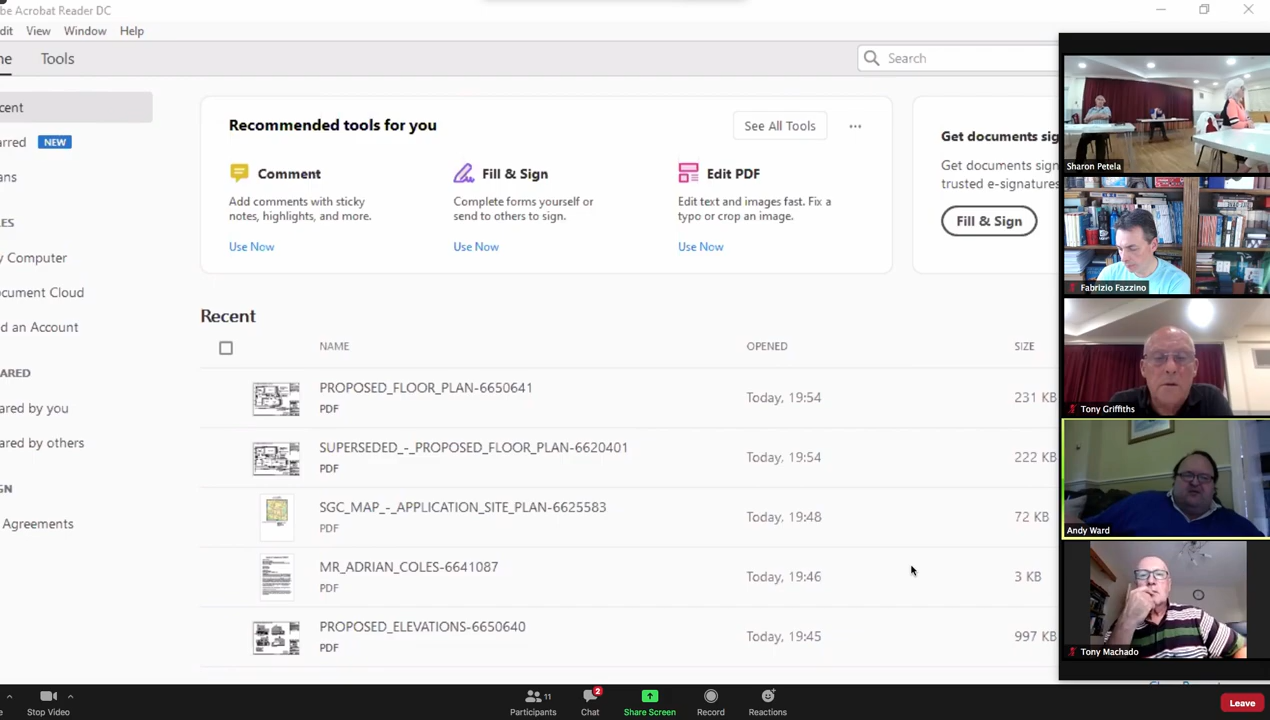 be Acrobat Reader DC
dit View Window Help
me Tools
Search
cent
arred NEW
ans
ES
y Computer
ocument Cloud
d an Account
ARED
ared by you
ared by others
GN
Agreements
Recommended tools for you
See All Tools
Comment
Add comments with sticky
notes, highlights, and more.
Use Now
Fill & Sign
Complete forms yourself or
send to others to sign.
Use Now
Edit PDF
Edit text and images fast. Fix a
typo or crop an image.
Use Now
Get documents sig
Get documents sign
trusted e-signatures
Fill & Sign
Recent
NAME OPENED SIZE
PROPOSED_FLOOR_PLAN-6650641
PDF
Today, 19:54 231 KB
SUPERSEDED_-_PROPOSED_FLOOR_PLAN-6620401
PDF
Today, 19:54 222 KB
SGC_MAP_-_APPLICATION_SITE_PLAN-6625583
PDF
Today, 19:48 72 KB
MR_ADRIAN_COLES-6641087
PDF
Today, 19:46 3 KB
PROPOSED_ELEVATIONS-6650640
PDF
Today, 19:45 997 KB
Sharon Petela
Fabrizio Fazzino
Tony Griffiths
Andy Ward
Tony Machado
Stop Video
11
Participants
2
Chat
Share Screen
Record
Reactions
Leave